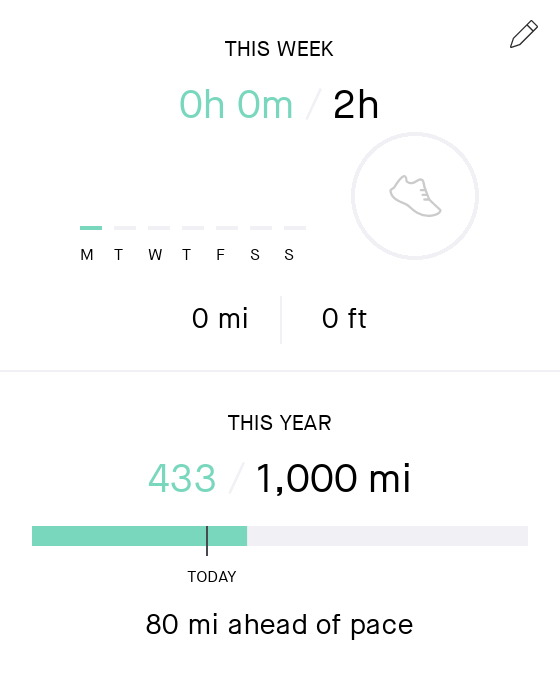 THIS WEEK
0h 0m / 2h
M T W T F S S
0 mi 0 ft
THIS YEAR
433 / 1,000 mi
TODAY
80 mi ahead of pace